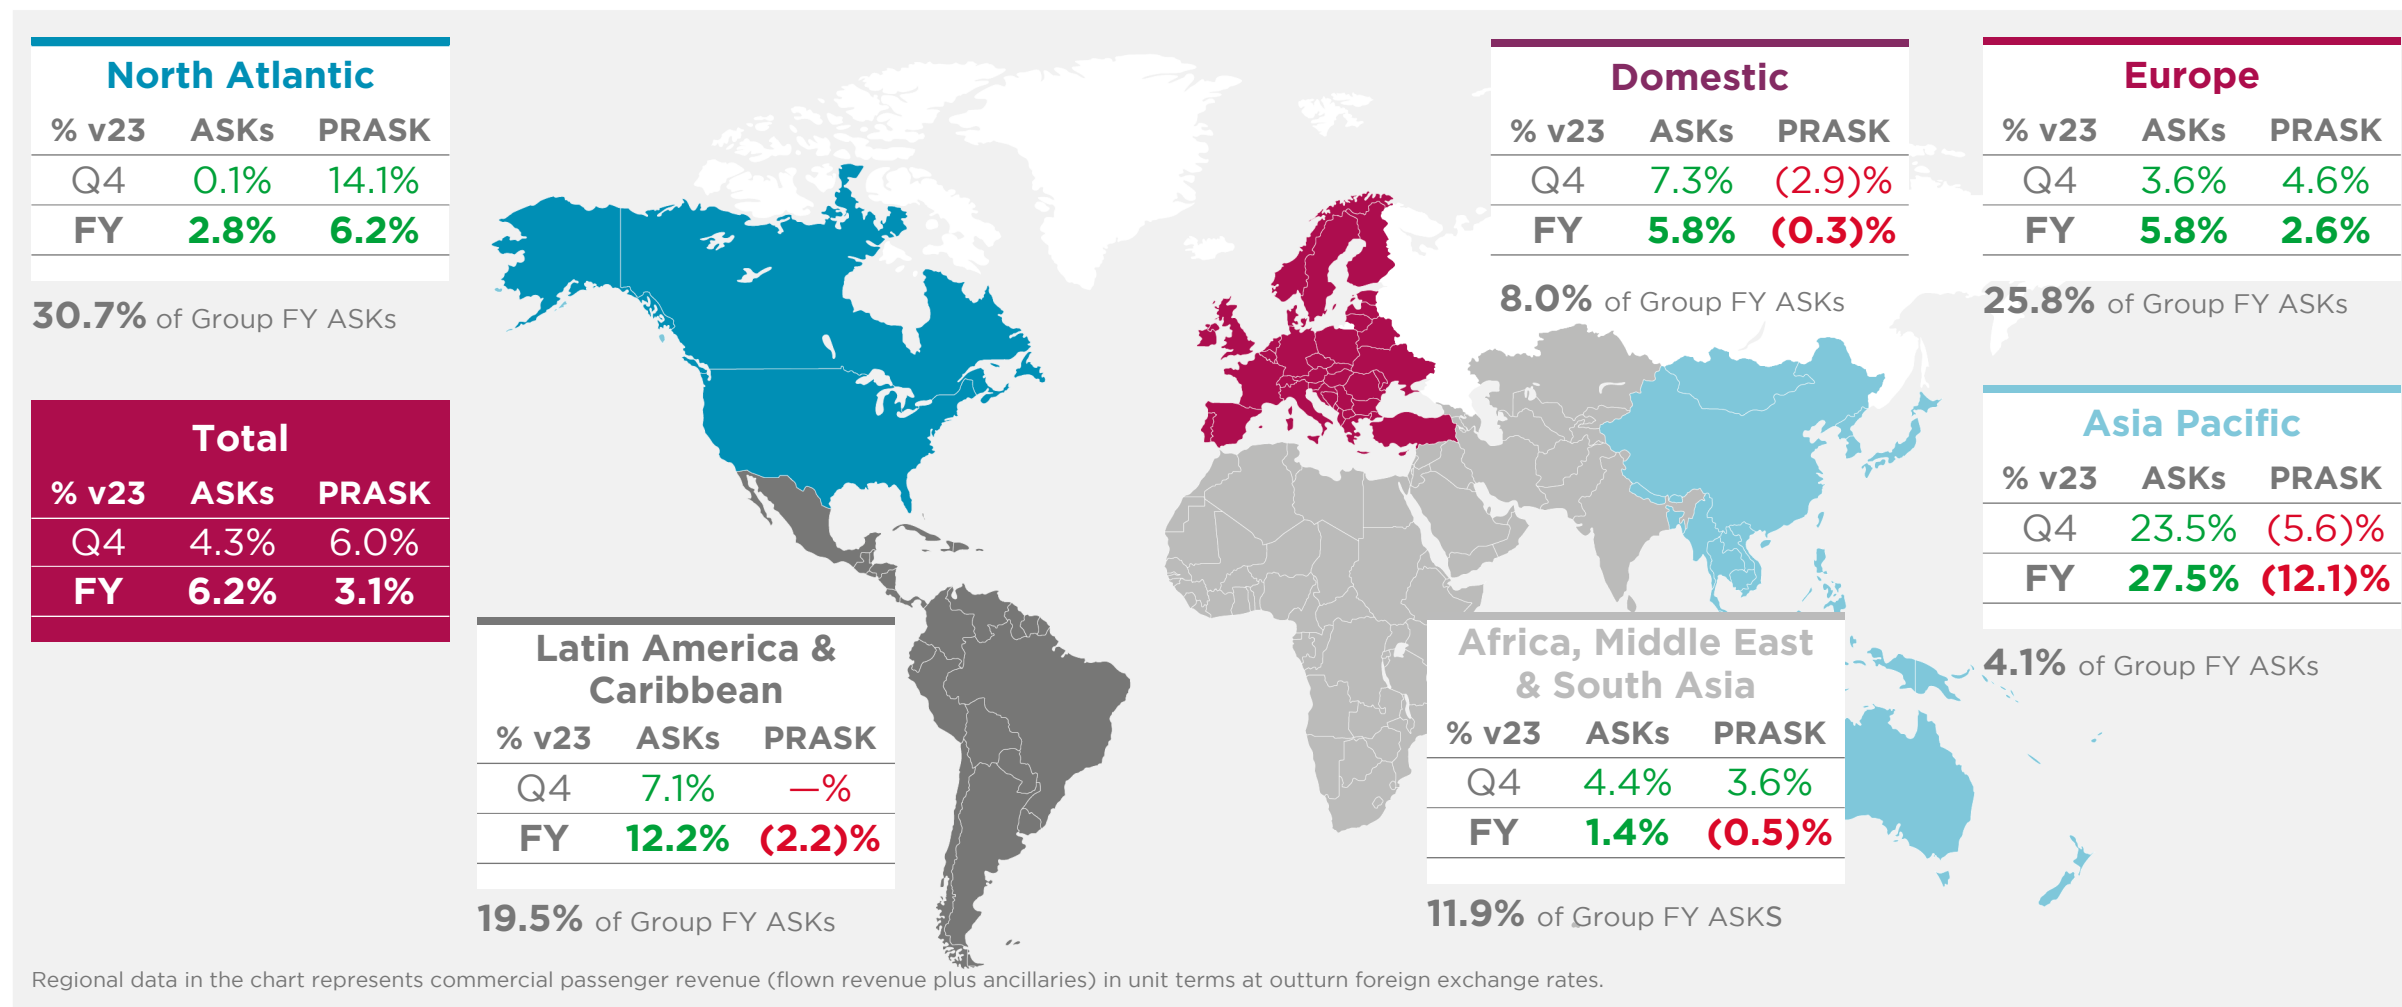 North Atlantic
% v23 ASKs PRASK
Q4 0.1% 14.1%
FY 2.8% 6.2%
30.7% of Group FY ASKs
Total
% v23 ASKs PRASK
Q4 4.3% 6.0%
FY 6.2% 3.1%
Latin America &
Caribbean
% v23 ASKs PRASK
Q4 7.1% —%
FY 12.2% (2.2)%
19.5% of Group FY ASKs
Domestic
% v23 ASKs PRASK
Q4 7.3% (2.9)%
FY 5.8% (0.3)%
8.0% of Group FY ASKs
Europe
% v23 ASKs PRASK
Q4 3.6% 4.6%
FY 5.8% 2.6%
25.8% of Group FY ASKs
Asia Pacific
% v23 ASKs PRASK
Q4 23.5% (5.6)%
FY 27.5% (12.1)%
4.1% of Group FY ASKs
Africa, Middle East
& South Asia
% v23 ASKs PRASK
Q4 4.4% 3.6%
FY 1.4% (0.5)%
11.9% of Group FY ASKS
Regional data in the chart represents commercial passenger revenue (flown revenue plus ancillaries) in unit terms at outturn foreign exchange rates.